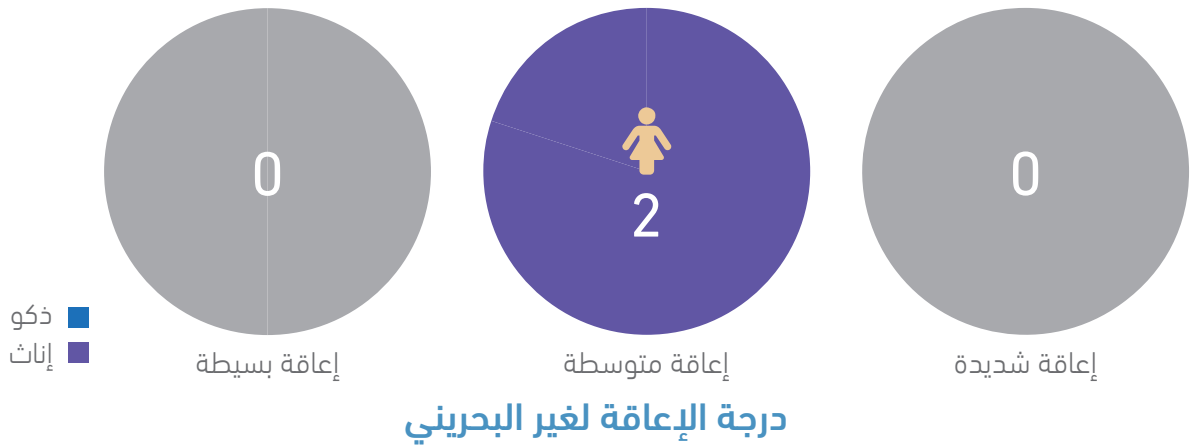 0
2
0
ذكو
إناث
إعاقة شديدة
إعاقة متوسطة
إعاقة بسيطة
درجة الإعاقة لغير البحريني